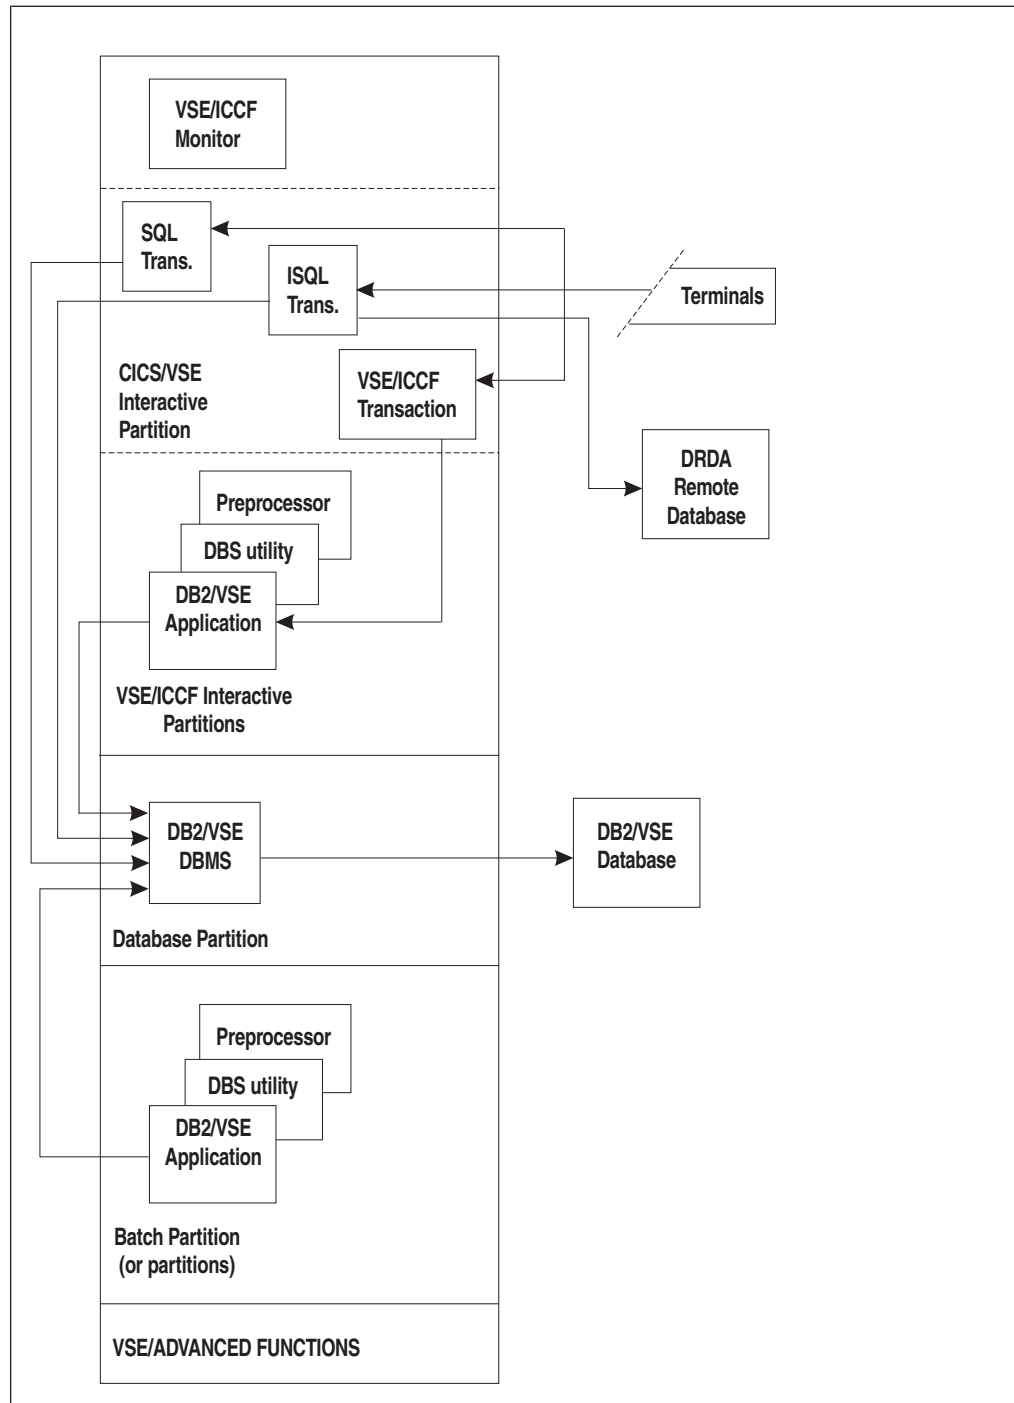 VSE/ICCF
Monitor
SQL
Trans.
ISQL
Trans.
Terminals
CICS/VSE
Interactive
Partition
VSE/ICCF
Transaction
DRDA
Remote
Database
Preprocessor
DBS utility
DB2/VSE
Application
VSE/ICCF Interactive
Partitions
DB2/VSE
DBMS
DB2/VSE
Database
Database Partition
Preprocessor
DBS utility
DB2/VSE
Application
Batch Partition
(or partitions)
VSE/ADVANCED FUNCTIONS